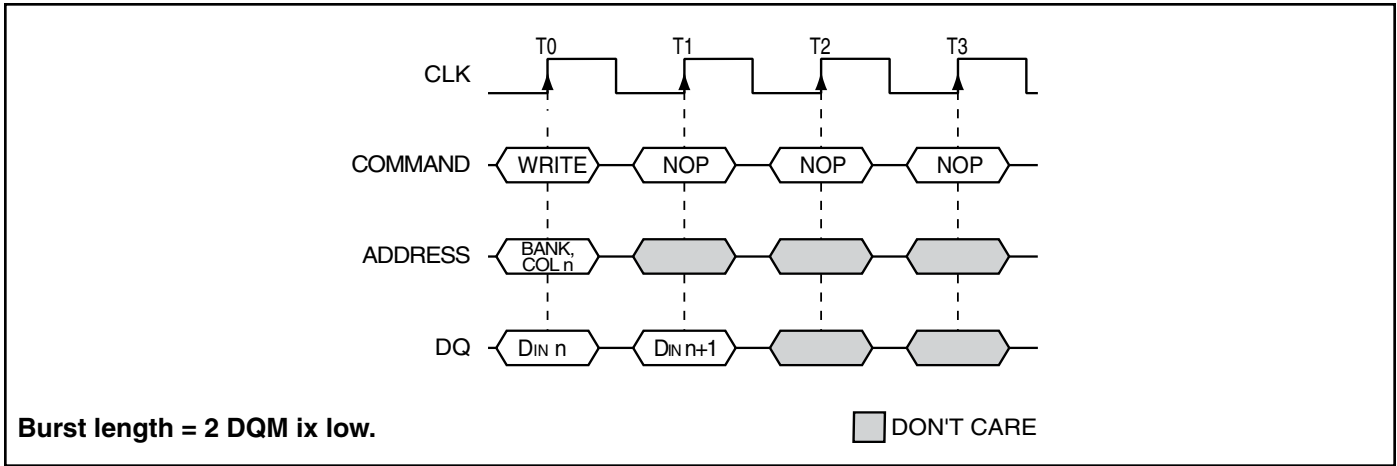 T0 T1 T2 T3
CLK
COMMAND WRITE NOP NOP NOP
ADDRESS BANK,
COL n
DQ DIN n DIN n+1
Burst length = 2 DQM ix low.
DON'T CARE